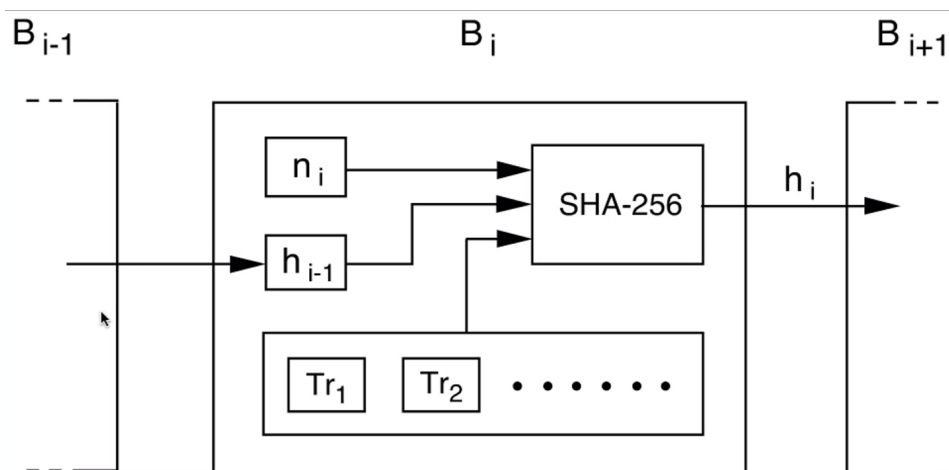 B i-1 B i B i+1
n i
SHA-256
h i
h i-1
Tr1 Tr2 . . . . . .